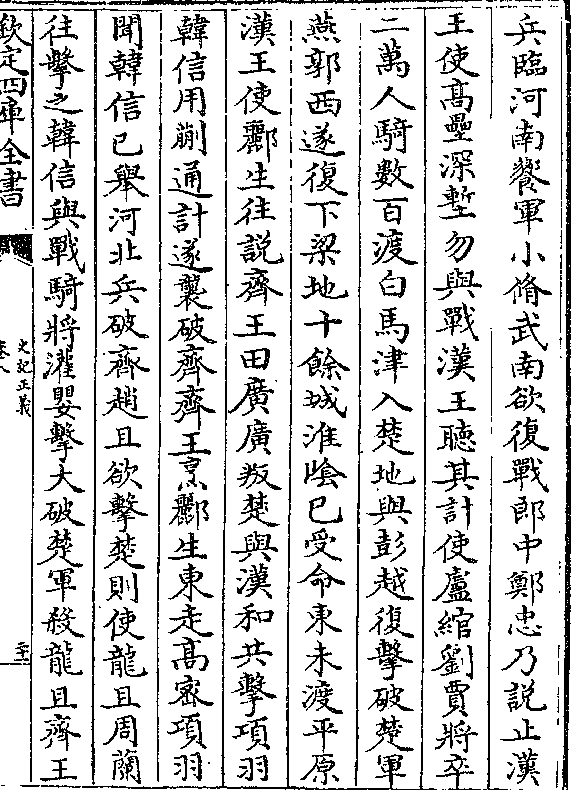 兵臨河南饗軍小脩武南欲復戰郎中鄭忠乃説止漢
王使髙壘深塹勿與戰漢王聽其計使盧綰劉賈將卒
二萬人騎數百渡白馬津入楚地與彭越復擊破楚軍
燕郭西遂復下梁地十餘城淮隂已受命東未渡平原
漢王使酈生往説齊王田廣廣叛楚與漢和共擊項羽
韓信用蒯通計遂襲破齊齊王烹酈生東走髙宻項羽
聞韓信已舉河北兵破齊趙且欲擊楚則使龍且周蘭
往擊之韓信與戰騎將灌嬰擊大破楚軍殺龍且齊王
欽定四庫全書
史記正義
卷八